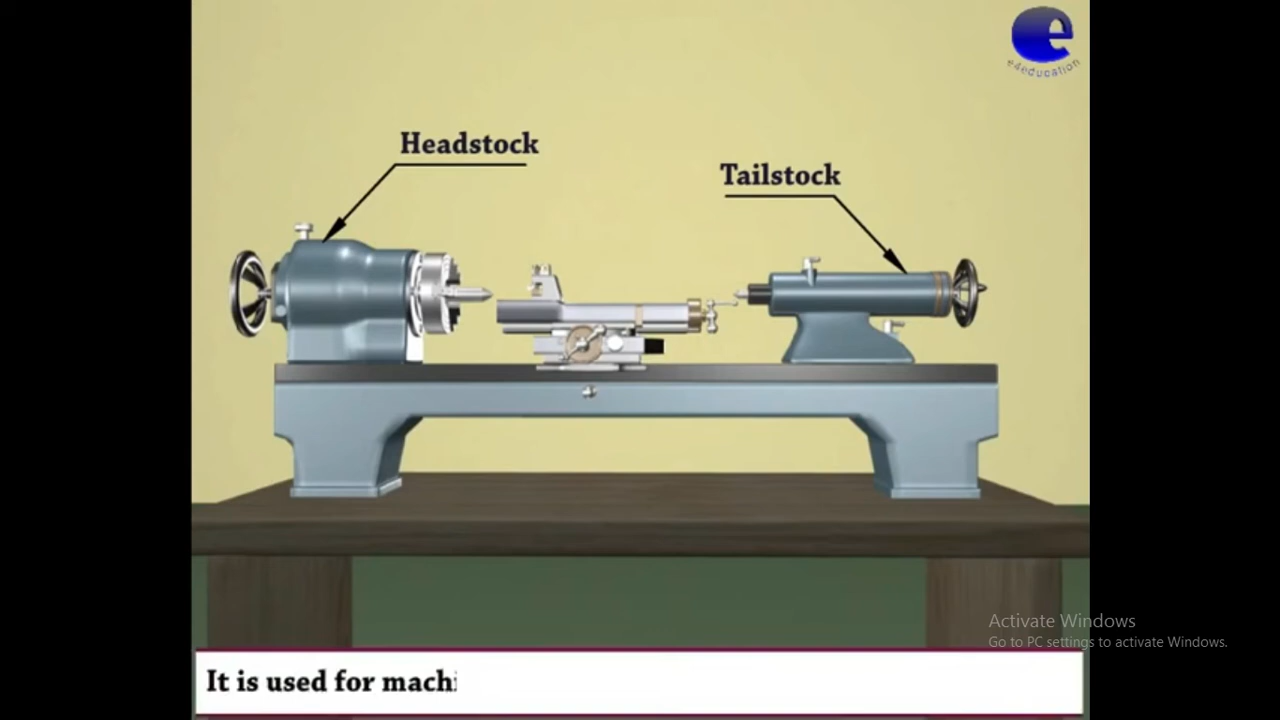 e
e4education
Headstock
Tailstock
Activate Windows
Go to PC settings to activate Windows.
It is used for machi